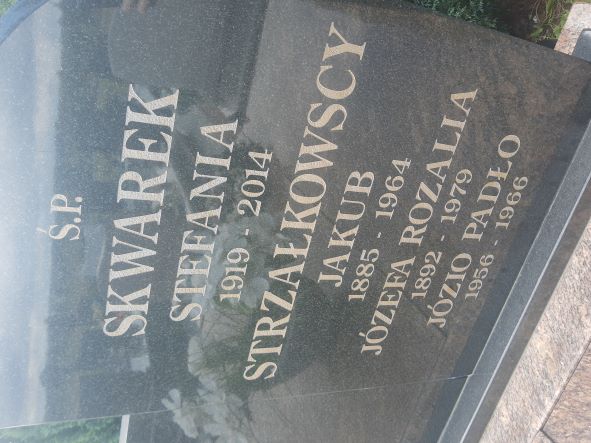 Ś.P.
SKWAREK
STEFANIA
1919 - 2014
STRZAŁKOWSCY
JAKUB
1885 - 1964
JÓZEFA ROZALIA
1892 - 1979
JÓZIO PADŁO
1956 - 1966